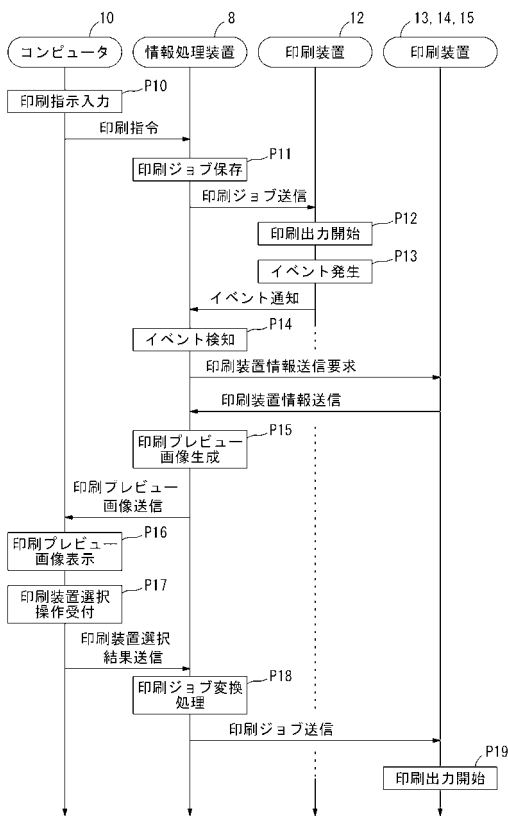 10
8
12
13, 14, 15
コンピュータ
情報処理装置
印刷装置
印刷装置
P10
印刷指示入力
印刷指令
P11
印刷ジョブ保存
印刷ジョブ送信
P12
印刷出力開始
P13
イベント発生
イベント通知
P14
イベント検知
印刷装置情報送信要求
印刷装置情報送信
P15
印刷プレビュー
画像生成
印刷プレビュー
画像送信
P16
印刷プレビュー
画像表示
P17
印刷装置選択
操作受付
印刷装置選択
結果送信
P18
印刷ジョブ変換
処理
印刷ジョブ送信
P19
印刷出力開始